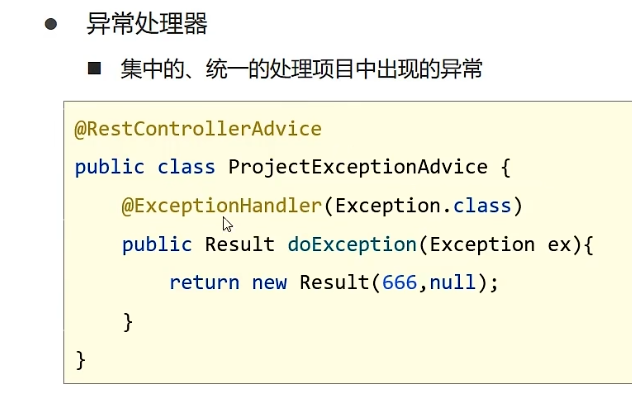 ● 异常处理器
■ 集中的、统一的处理项目中出现的异常
@RestControllerAdvice
public class ProjectExceptionAdvice {
    @ExceptionHandler(Exception.class)
    public Result doException(Exception ex){
        return new Result(666,null);
    }
}